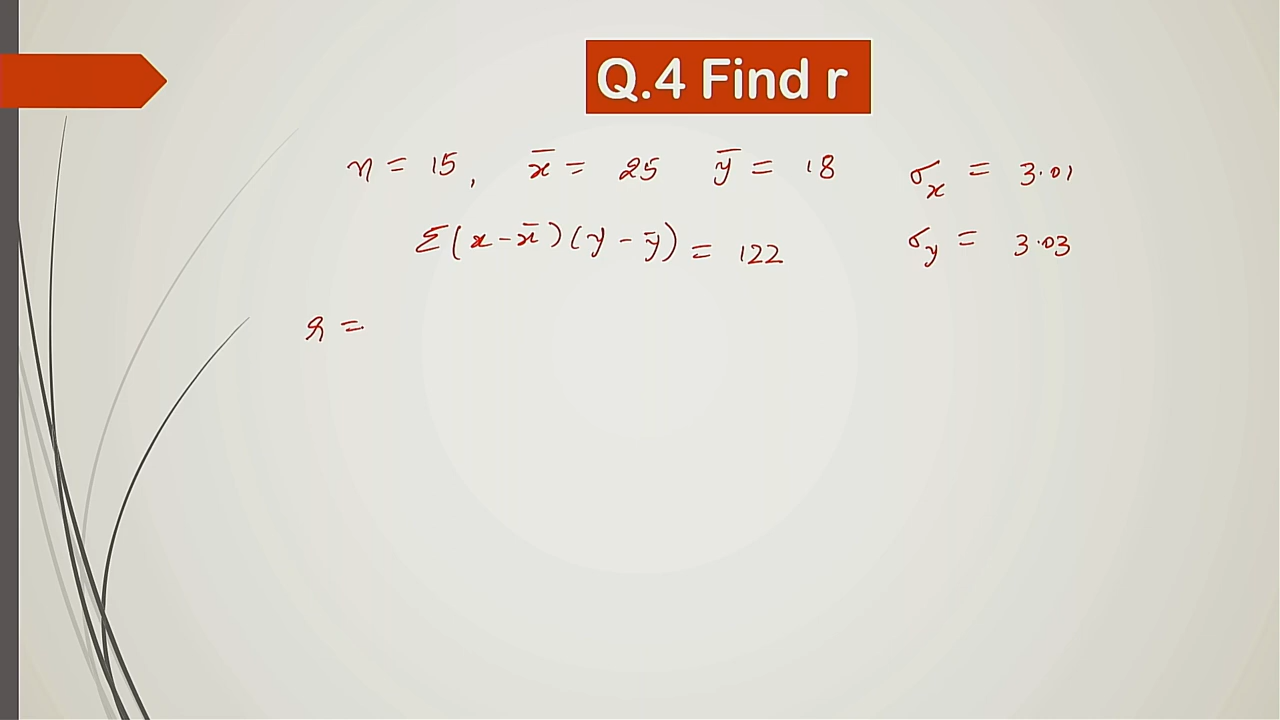 Q.4 Find r
n = 15, x̄ = 25 ȳ = 18 σx = 3.01
Σ(x-x̄)(y-ȳ) = 122 σy = 3.03
r =